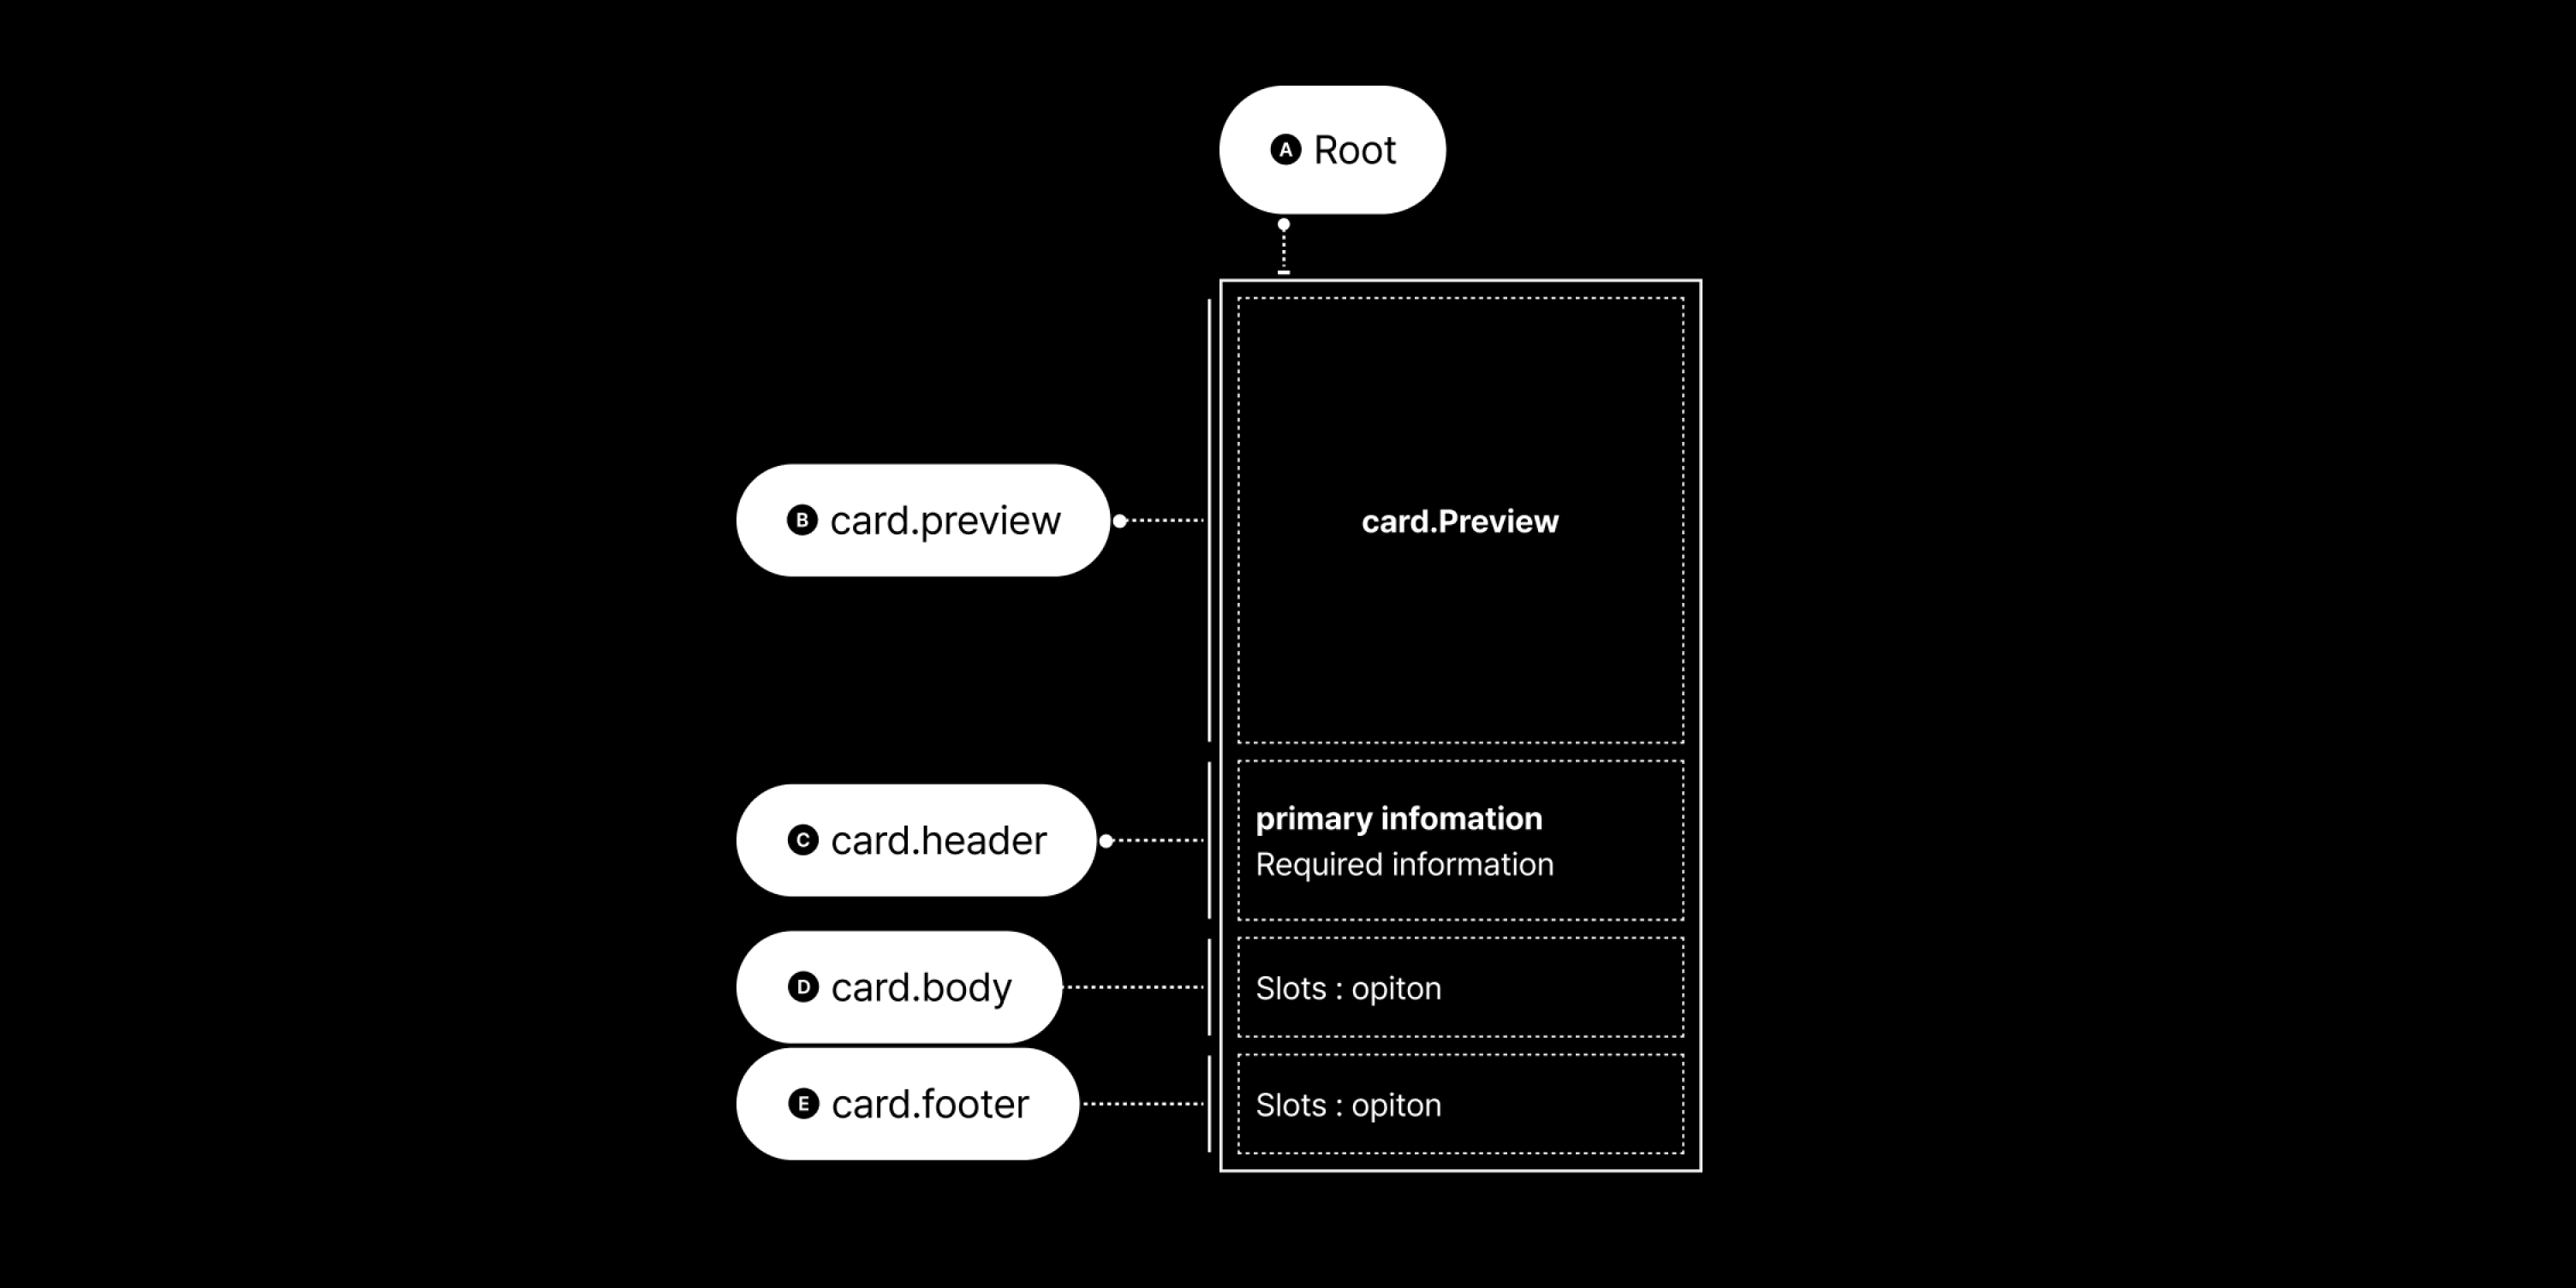 A Root
B card.preview
card.Preview
C card.header
primary infomation
Required information
D card.body
Slots : opiton
E card.footer
Slots : opiton